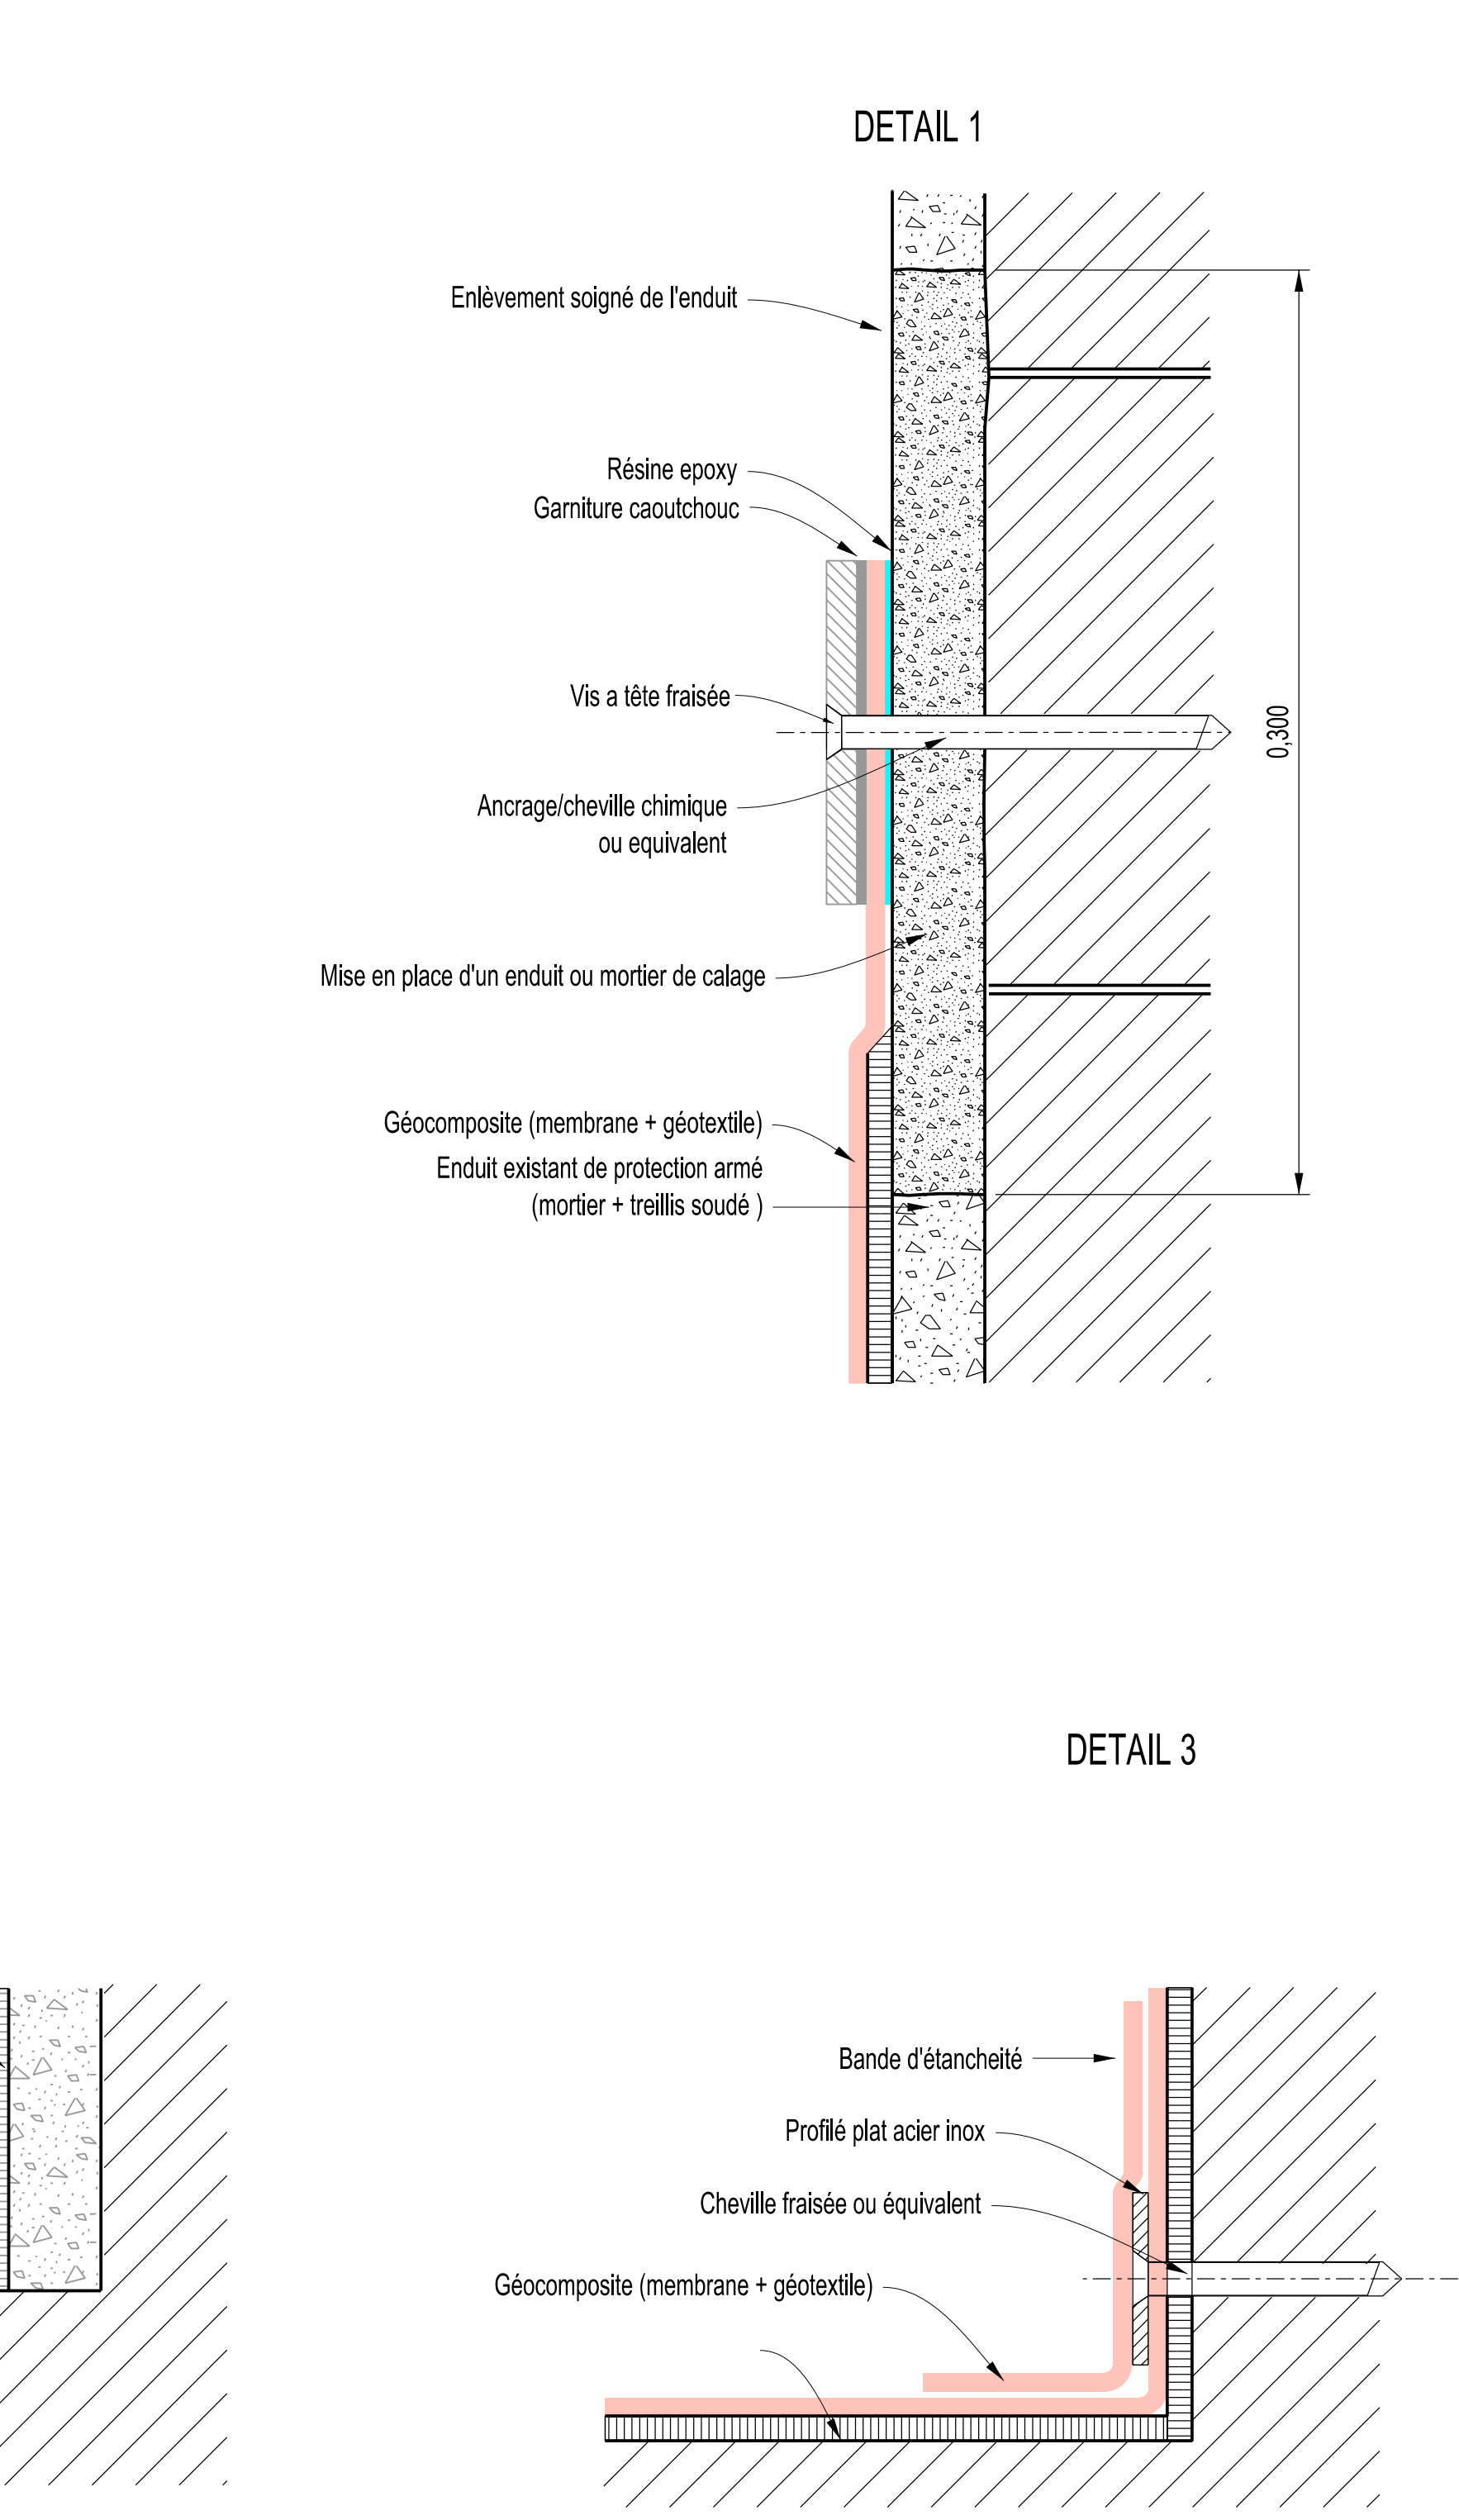 DETAIL 1
Enlèvement soigné de l'enduit
Résine epoxy
Garniture caoutchouc
Vis a tête fraisée
0,300
Ancrage/cheville chimique
ou equivalent
Mise en place d'un enduit ou mortier de calage
Géocomposite (membrane + géotextile)
Enduit existant de protection armé
(mortier + treillis soudé )
DETAIL 3
Bande d'étancheité
Profilé plat acier inox
Cheville fraisée ou équivalent
Géocomposite (membrane + géotextile)